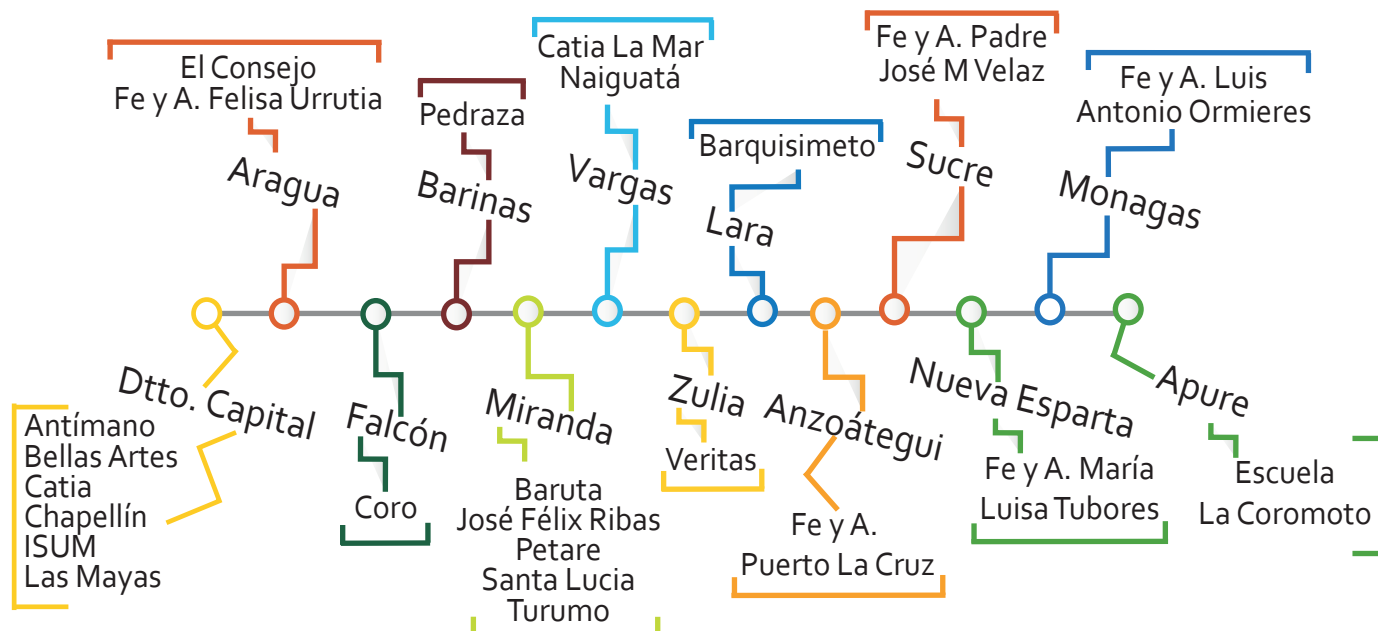 El Consejo
Fe y A. Felisa Urrutia
Aragua
Pedraza
Barinas
Catia La Mar
Naiguatá
Vargas
Barquisimeto
Lara
Fe y A. Padre
José M Velaz
Sucre
Fe y A. Luis
Antonio Ormieres
Monagas
Dtto. Capital
Antímano
Bellas Artes
Catia
Chapellín
ISUM
Las Mayas
Falcón
Coro
Miranda
Baruta
José Félix Ribas
Petare
Santa Lucia
Turumo
Zulia
Veritas
Anzoátegui
Fe y A.
Puerto La Cruz
Nueva Esparta
Fe y A. María
Luisa Tubores
Apure
Escuela
La Coromoto